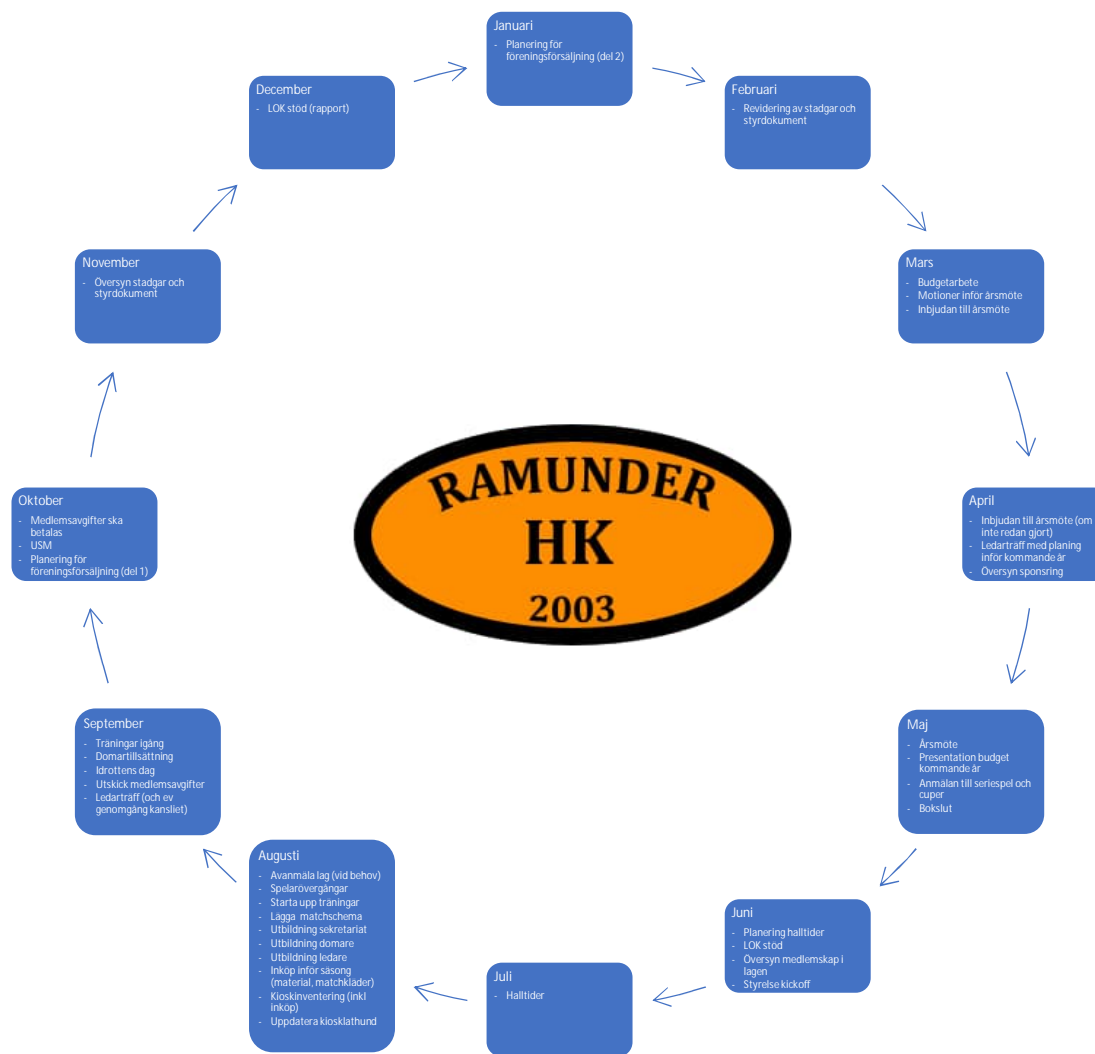 Januari
- Planering för
föreningsförsäljning (del 2)
Februari
- Revidering av stadgar och
styrdokument
Mars
- Budgetarbete
- Motioner inför årsmöte
- Inbjudan till årsmöte
April
- Inbjudan till årsmöte (om
inte redan gjort)
- Ledarträff med planing
inför kommande år
- Översyn sponsring
Maj
- Årsmöte
- Presentation budget
kommande år
- Anmälan till seriespel och
cuper
- Bokslut
Juni
- Planering halltider
- LOK stöd
- Översyn medlemskap i
lagen
- Styrelse kickoff
Juli
- Halltider
Augusti
- Avanmäla lag (vid behov)
- Spelarövergångar
- Starta upp träningar
- Lägga matchschema
- Utbildning sekretariat
- Utbildning domare
- Utbildning ledare
- Inköp inför säsong
(material, matchkläder)
- Kioskinventering (inkl
inköp)
- Uppdatera kiosklathund
September
- Träningar igång
- Domartillsättning
- Idrottens dag
- Utskick medlemsavgifter
- Ledarträff (och ev
genomgång kansliet)
Oktober
- Medlemsavgifter ska
betalas
- USM
- Planering för
föreningsförsäljning (del 1)
November
- Översyn stadgar och
styrdokument
December
- LOK stöd (rapport)
RAMUNDER
HK
2003